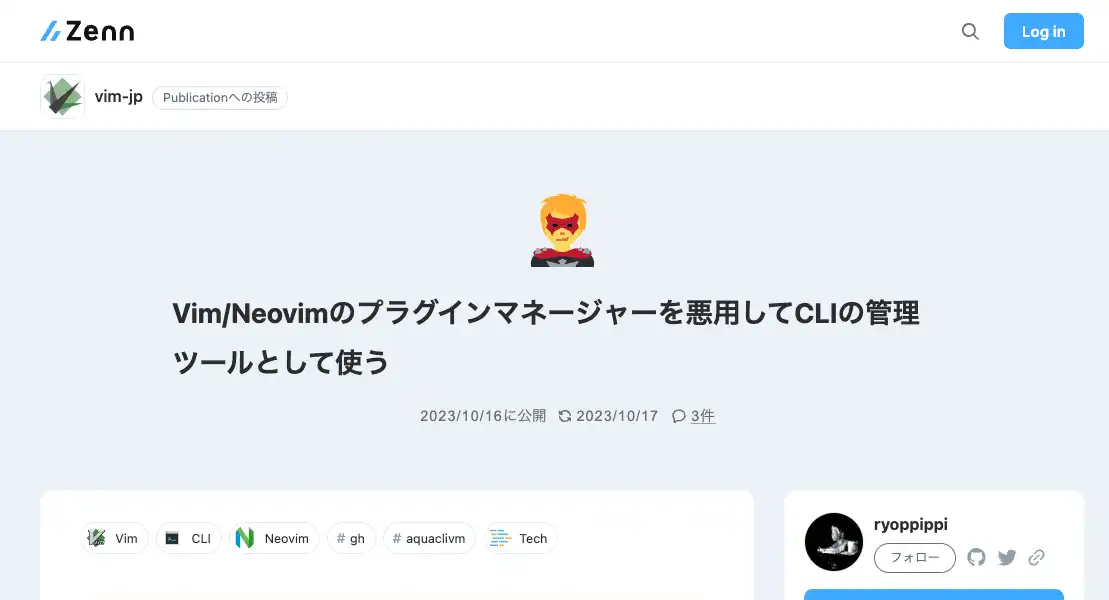 Zenn
Log in
vim-jp Publicationへの投稿
Vim/Neovimのプラグインマネージャーを悪用してCLIの管理
ツールとして使う
2023/10/16に公開 2023/10/17 3件
Vim CLI Neovim # gh # aquaclivm Tech
ryoppippi
フォロー